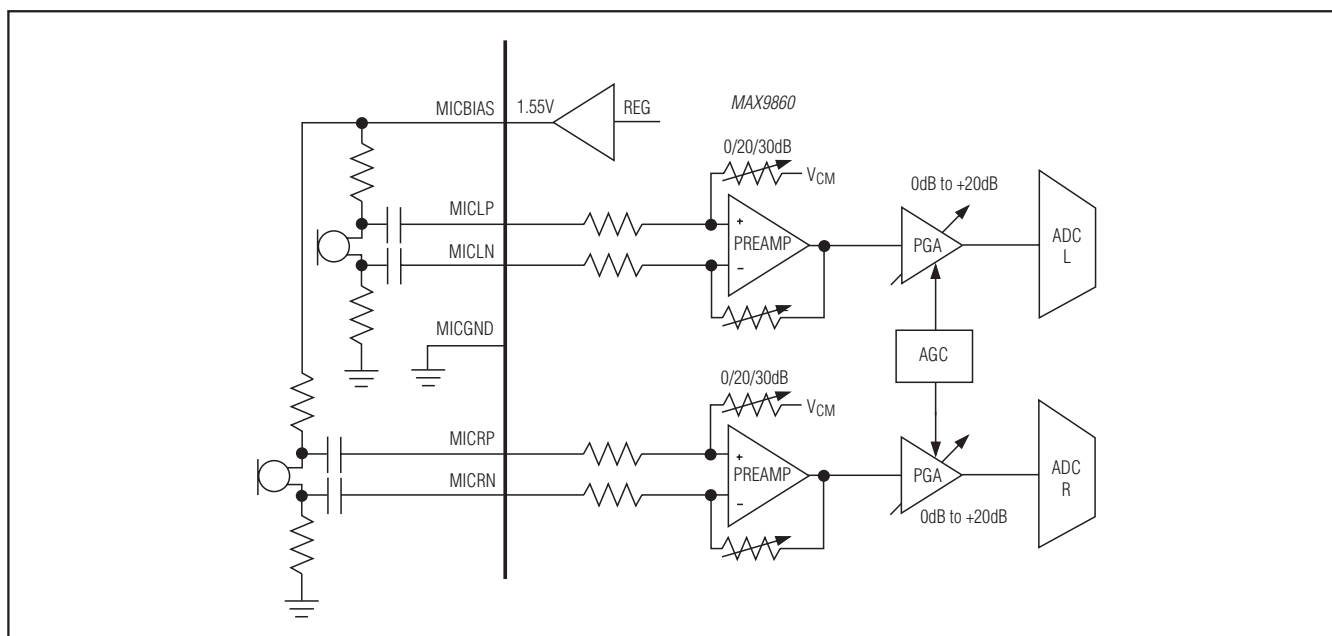 MICBIAS
1.55V
REG
MAX9860
0/20/30dB
VCM
0dB to +20dB
MICLP
MICLN
+
PREAMP
−
PGA
ADC
L
MICGND
AGC
0/20/30dB
VCM
MICRP
MICRN
+
PREAMP
−
PGA
0dB to +20dB
ADC
R